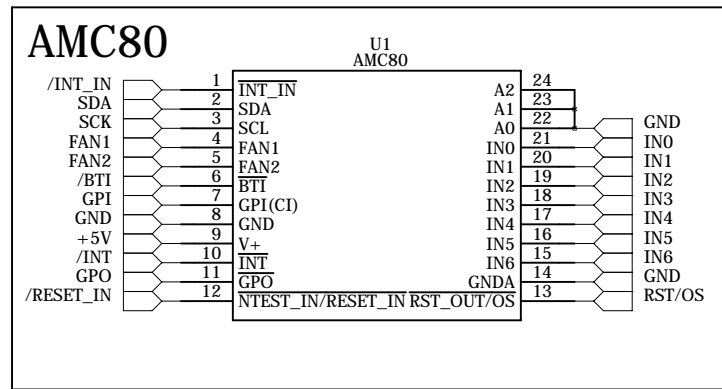 AMC80
U1
AMC80
/INT_IN 1 INT_IN A2 24
SDA 2 SDA A1 23
SCK 3 SCL A0 22 GND
FAN1 4 FAN1 IN0 21 IN0
FAN2 5 FAN2 IN1 20 IN1
/BTI 6 BTI IN2 19 IN2
GPI 7 GPI(CI) IN3 18 IN3
GND 8 GND IN4 17 IN4
+5V 9 V+ IN5 16 IN5
/INT 10 INT IN6 15 IN6
GPO 11 GPO GNDA 14 GND
/RESET_IN 12 NTEST_IN/RESET_IN RST_OUT/OS 13 RST/OS